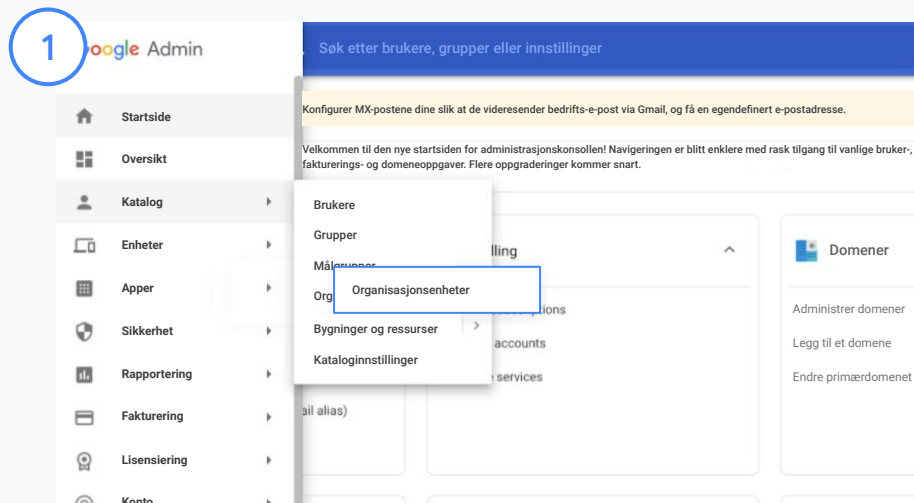 1
Google Admin
Søk etter brukere, grupper eller innstillinger
Konfigurer MX-postene dine slik at de videresender bedrifts-e-post via Gmail, og få en egendefinert e-postadresse.
Velkommen til den nye startsiden for administrasjonskonsollen! Navigeringen er blitt enklere med rask tilgang til vanlige bruker-,
fakturerings- og domeneoppgaver. Flere oppgraderinger kommer snart.
Startside
Oversikt
Katalog
Enheter
Apper
Sikkerhet
Rapportering
Fakturering
Lisensiering
Konto
Brukere
Grupper
Målgrupper
Org
Organisasjonsenheter
Bygninger og ressurser
Kataloginnstillinger
lling
ions
accounts
services
ail alias)
Domener
Administrer domener
Legg til et domene
Endre primærdomenet